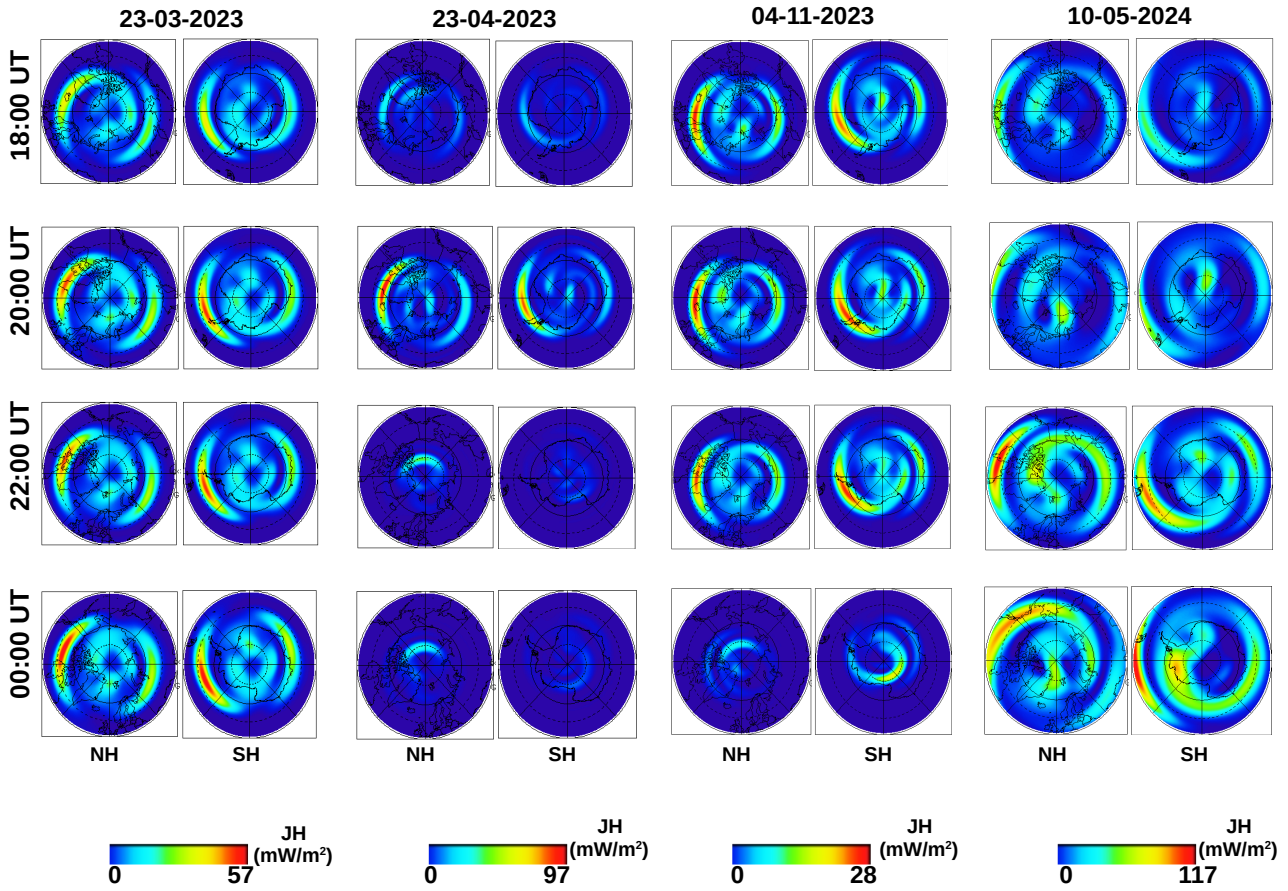 23-03-2023 23-04-2023 04-11-2023 10-05-2024
18:00 UT
20:00 UT
22:00 UT
00:00 UT
NH SH NH SH NH SH NH SH
JH JH JH JH
(mW/m²) (mW/m²) (mW/m²) (mW/m²)
0 57 0 97 0 28 0 117